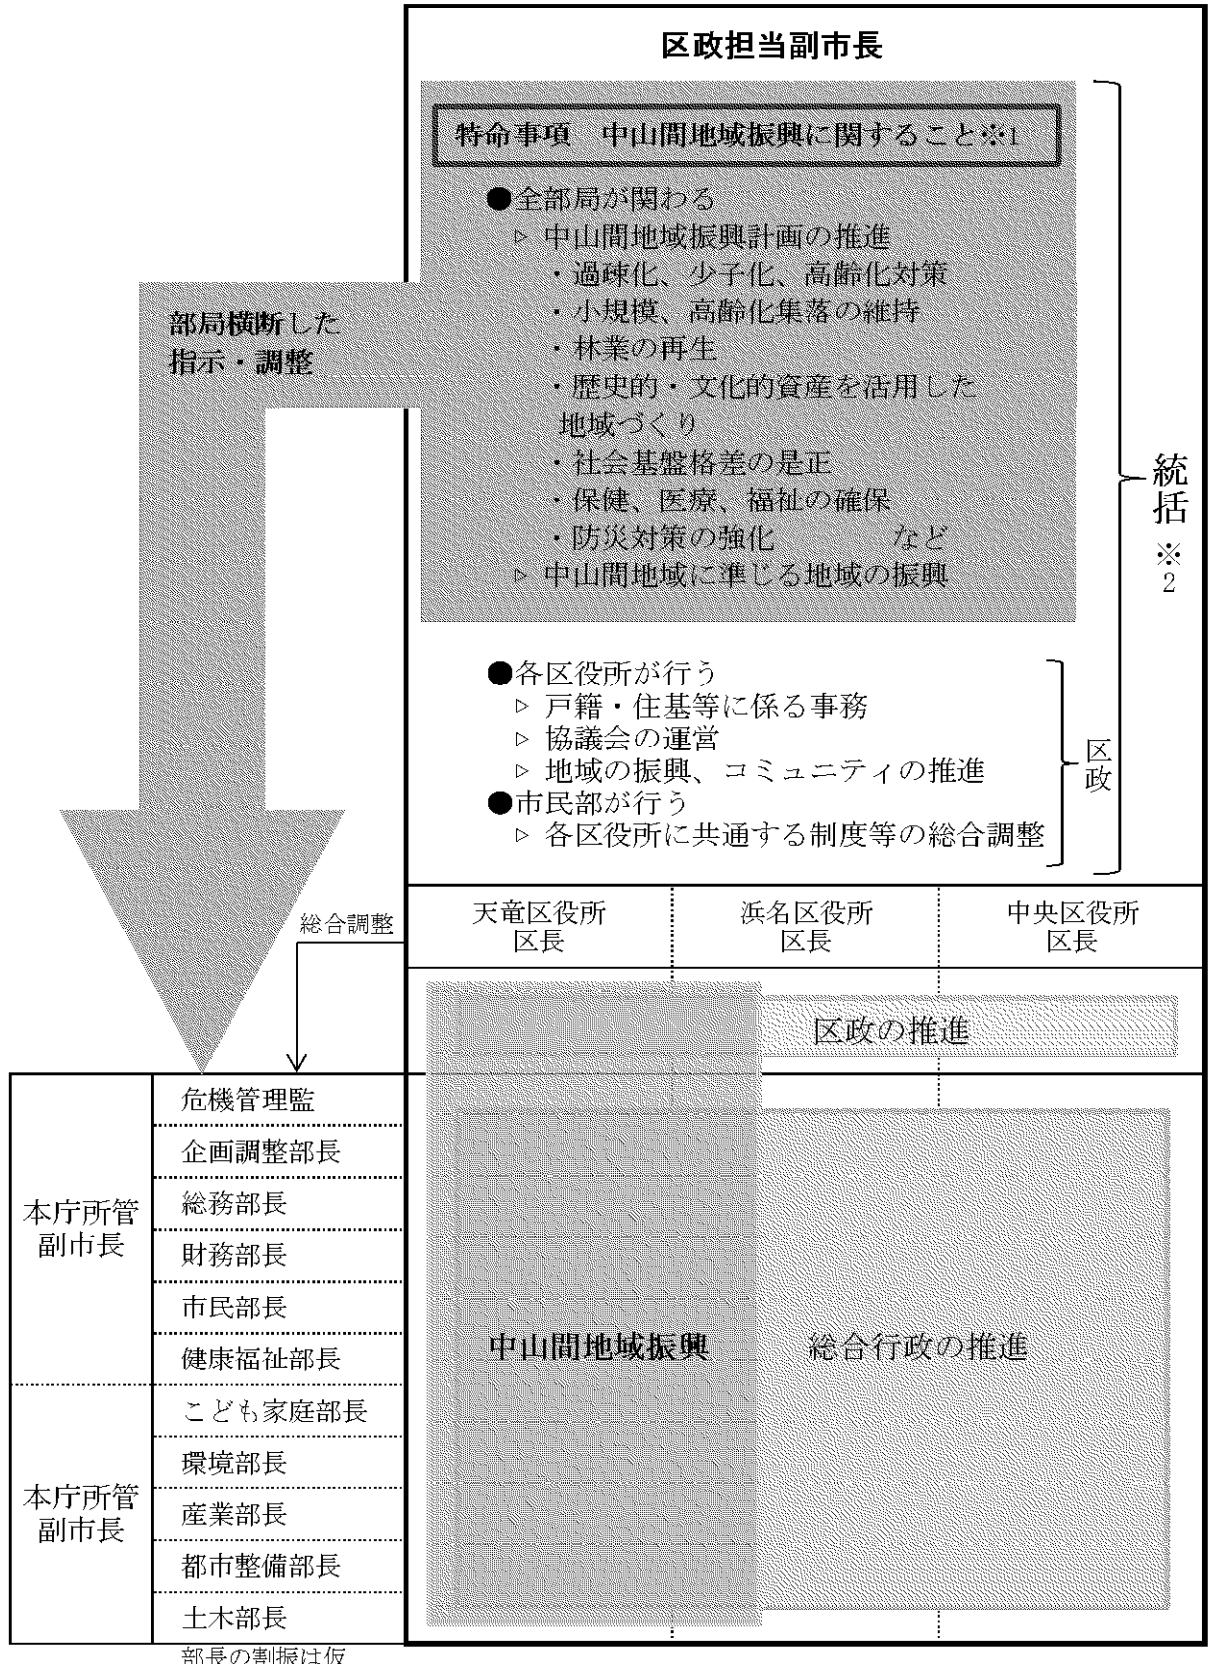 区政担当副市長
特命事項　中山間地域振興に関すること※1
●全部局が関わる
▷ 中山間地域振興計画の推進
・過疎化、少子化、高齢化対策
・小規模、高齢化集落の維持
・林業の再生
・歴史的・文化的資産を活用した
地域づくり
・社会基盤格差の是正
・保健、医療、福祉の確保
・防災対策の強化　　　など
▷ 中山間地域に準じる地域の振興
部局横断した
指示・調整
統括※2
●各区役所が行う
▷ 戸籍・住基等に係る事務
▷ 協議会の運営
▷ 地域の振興、コミュニティの推進
●市民部が行う
▷ 各区役所に共通する制度等の総合調整
区政
総合調整
天竜区役所
区長
浜名区役所
区長
中央区役所
区長
区政の推進
本庁所管
副市長
危機管理監
企画調整部長
総務部長
財務部長
市民部長
健康福祉部長
本庁所管
副市長
こども家庭部長
環境部長
産業部長
都市整備部長
土木部長
中山間地域振興
総合行政の推進
部長の割振は仮